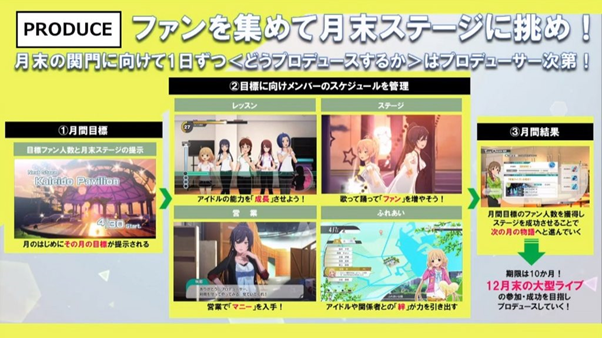 PRODUCE
ファンを集めて月末ステージに挑め!
月末の関門に向けて1日ずつ<どうプロデュースするか>はプロデューサー次第!
①月間目標
目標ファン人数と月末ステージの提示
月のはじめにその月の目標が提示される
②目標に向けメンバーのスケジュールを管理
レッスン
アイドルの能力を「成長」させよう!
ステージ
歌って踊って「ファン」を増やそう!
営業
営業で「マニー」を入手!
ふれあい
アイドルや関係者との「絆」が力を引き出す
③月間結果
月間目標のファン人数を獲得し
ステージを成功させることで
次の月の物語へと進んでいく
期限は10か月!
12月末の大型ライブ
の参加・成功を目指し
プロデュースしていく!